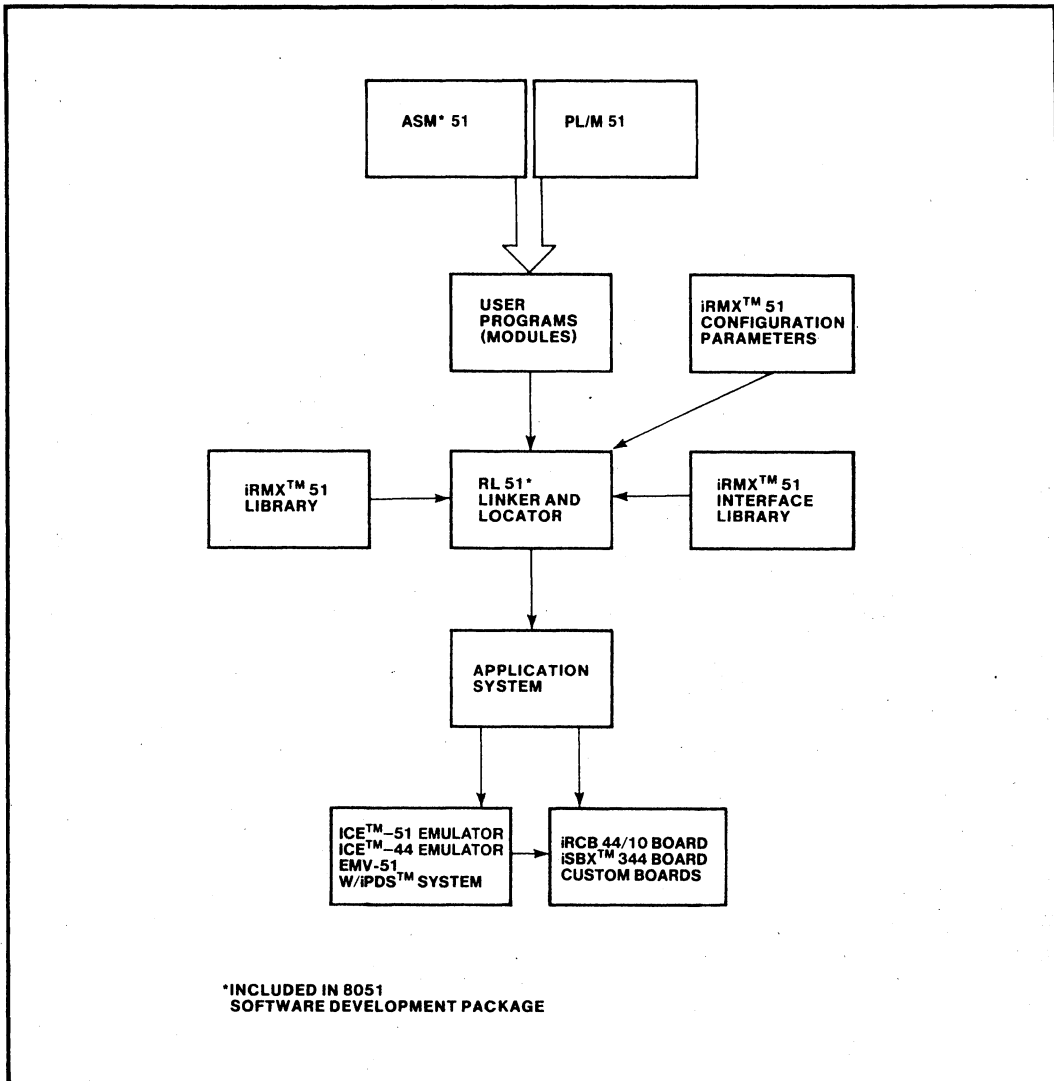 ASM* 51
PL/M 51
USER
PROGRAMS
(MODULES)
iRMX™ 51
CONFIGURATION
PARAMETERS
iRMX™ 51
LIBRARY
RL 51*
LINKER AND
LOCATOR
iRMX™ 51
INTERFACE
LIBRARY
APPLICATION
SYSTEM
ICE™-51 EMULATOR
ICE™-44 EMULATOR
EMV-51
W/iPDS™ SYSTEM
iRCB 44/10 BOARD
iSBX™ 344 BOARD
CUSTOM BOARDS
*INCLUDED IN 8051
SOFTWARE DEVELOPMENT PACKAGE